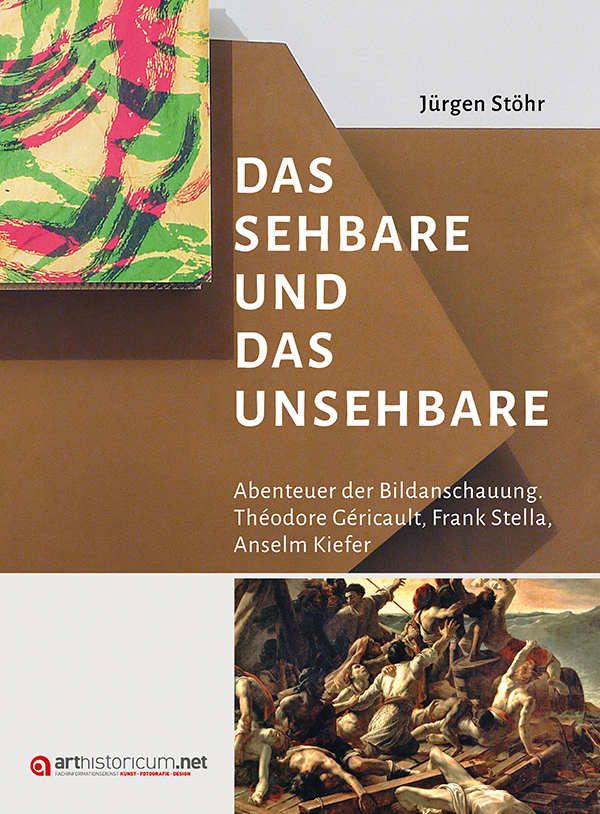 Jürgen Stöhr
DAS
SEHBARE
UND
DAS
UNSEHBARE
Abenteuer der Bildanschauung.
Théodore Géricault, Frank Stella,
Anselm Kiefer
arthistoricum.net
FACHINFORMATIONSDIENST KUNST · FOTOGRAFIE · DESIGN